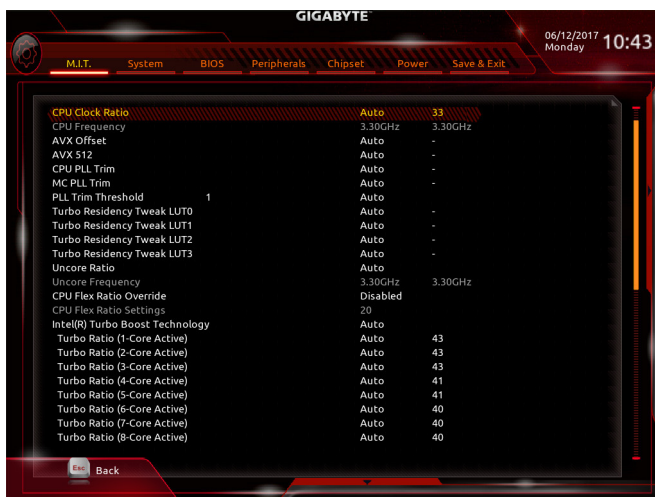 GIGABYTE
06/12/2017 10:43
Monday
M.I.T. System BIOS Peripherals Chipset Power Save & Exit
CPU Clock Ratio Auto 33
CPU Frequency 3.30GHz 3.30GHz
AVX Offset Auto -
AVX 512 Auto -
CPU PLL Trim Auto -
MC PLL Trim Auto -
PLL Trim Threshold 1 Auto
Turbo Residency Tweak LUT0 Auto -
Turbo Residency Tweak LUT1 Auto -
Turbo Residency Tweak LUT2 Auto -
Turbo Residency Tweak LUT3 Auto -
Uncore Ratio Auto
Uncore Frequency 3.30GHz 3.30GHz
CPU Flex Ratio Override Disabled
CPU Flex Ratio Settings 20
Intel(R) Turbo Boost Technology Auto
Turbo Ratio (1-Core Active) Auto 43
Turbo Ratio (2-Core Active) Auto 43
Turbo Ratio (3-Core Active) Auto 43
Turbo Ratio (4-Core Active) Auto 41
Turbo Ratio (5-Core Active) Auto 41
Turbo Ratio (6-Core Active) Auto 40
Turbo Ratio (7-Core Active) Auto 40
Turbo Ratio (8-Core Active) Auto 40
Esc Back